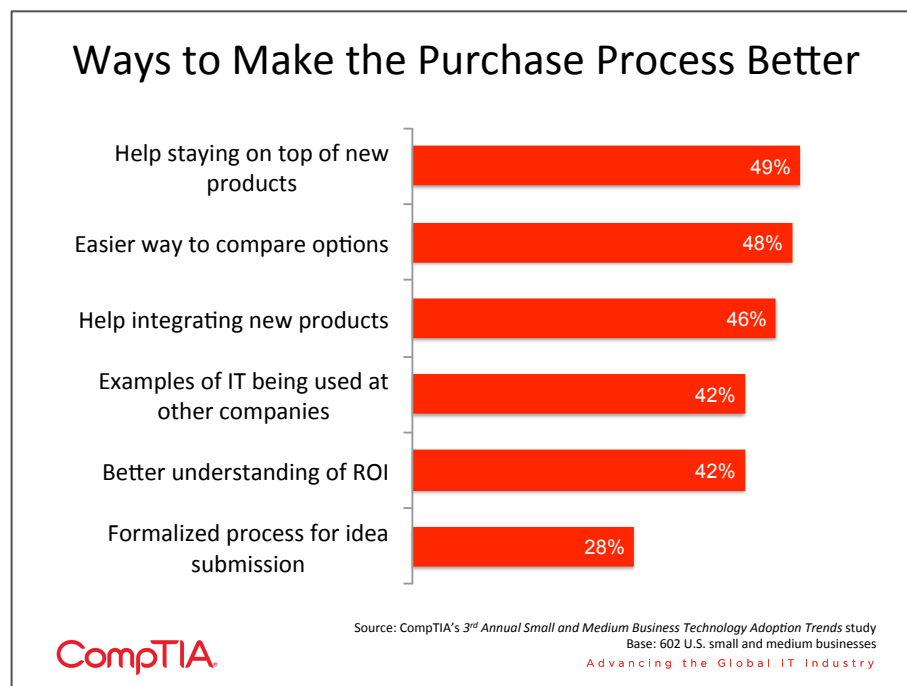 Ways to Make the Purchase Process Better
Help staying on top of new
products
49%
Easier way to compare options
48%
Help integrating new products
46%
Examples of IT being used at
other companies
42%
Better understanding of ROI
42%
Formalized process for idea
submission
28%
Source: CompTIA's 3rd Annual Small and Medium Business Technology Adoption Trends study
Base: 602 U.S. small and medium businesses
CompTIA.
Advancing the Global IT Industry